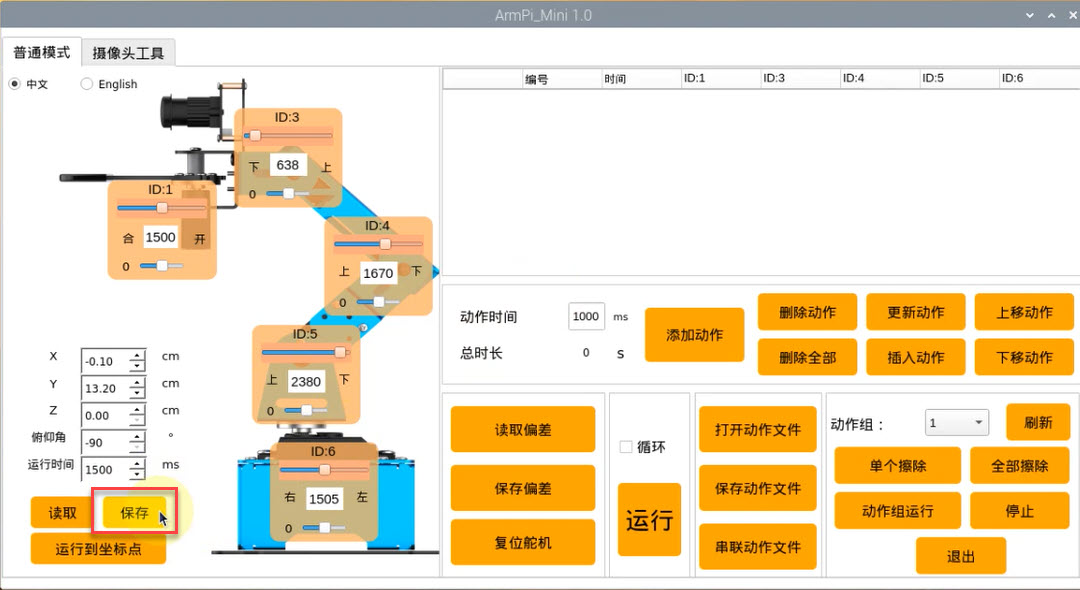 ArmPi_Mini 1.0
普通模式 摄像头工具
中文 English
ID:3
下 638 上
0
ID:1
合 1500 开
0
ID:4
上 1670 下
0
ID:5
上 2380 下
0
ID:6
右 1505 左
0
X -0.10 cm
Y 13.20 cm
Z 0.00 cm
俯仰角 -90 °
运行时间 1500 ms
读取 保存
运行到坐标点
编号 时间 ID:1 ID:3 ID:4 ID:5 ID:6
动作时间 1000 ms
总时长 0 s
添加动作
删除动作 更新动作 上移动作
删除全部 插入动作 下移动作
读取偏差
保存偏差
复位舵机
循环
运行
打开动作文件
保存动作文件
串联动作文件
动作组： 1 刷新
单个擦除 全部擦除
动作组运行 停止
退出